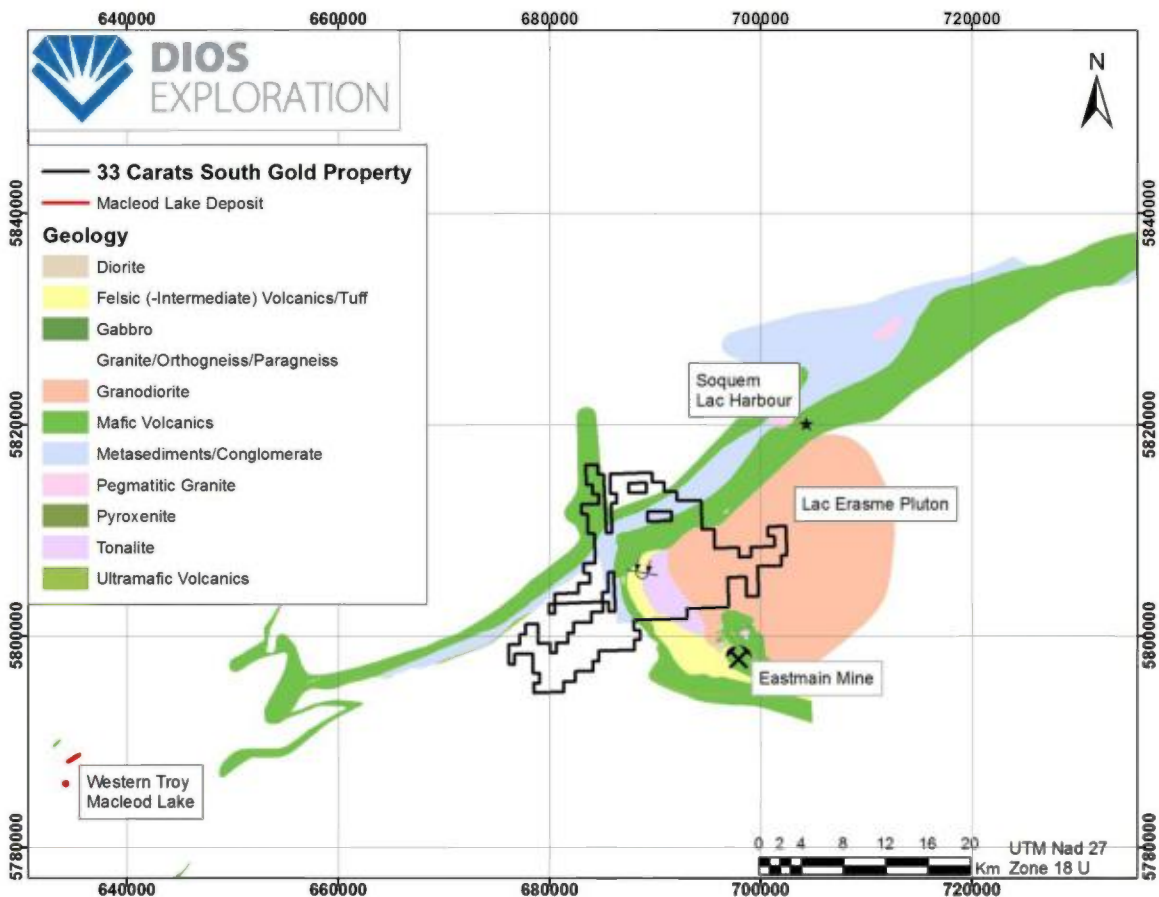 640000 660000 680000 700000 720000
DIOS
EXPLORATION
N
33 Carats South Gold Property
Macleod Lake Deposit
Geology
Diorite
Felsic (-Intermediate) Volcanics/Tuff
Gabbro
Granite/Orthogneiss/Paragneiss
Granodiorite
Mafic Volcanics
Metasediments/Conglomerate
Pegmatitic Granite
Pyroxenite
Tonalite
Ultramafic Volcanics
5840000
5820000
5800000
5780000
5840000
5820000
5800000
5780000
Soquem
Lac Harbour
Lac Erasme Pluton
Eastmain Mine
Western Troy
Macleod Lake
0 2 4 8 12 16 20
Km
UTM Nad 27
Zone 18 U
640000 660000 680000 700000 720000